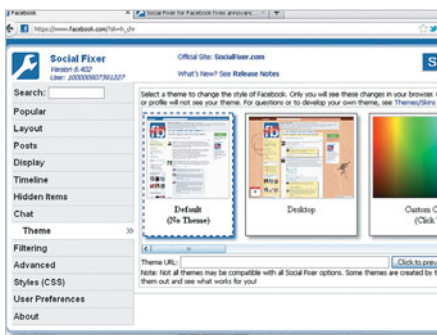 Facebook
Social Fixer for Facebook fixes annoyanc...
https://www.facebook.com/?sk=h_chr
Social Fixer
Version 6.402
User: 100000907391227
Official Site: SocialFixer.com
What's New? See Release Notes
S
Search:
Popular
Layout
Posts
Display
Timeline
Hidden Items
Chat
Theme
Filtering
Advanced
Styles (CSS)
User Preferences
About
Select a theme to change the style of Facebook. Only you will see these changes in your browser.
or profile will not see your theme. For questions or to develop your own theme, see Themes/Skins
Default
(No Theme)
Desktop
Custom C
(Click
Theme URL:
Click to prev
Note: Not all themes may be compatible with all Social Fixer options. Some themes are created by t
them out and see what works for you!